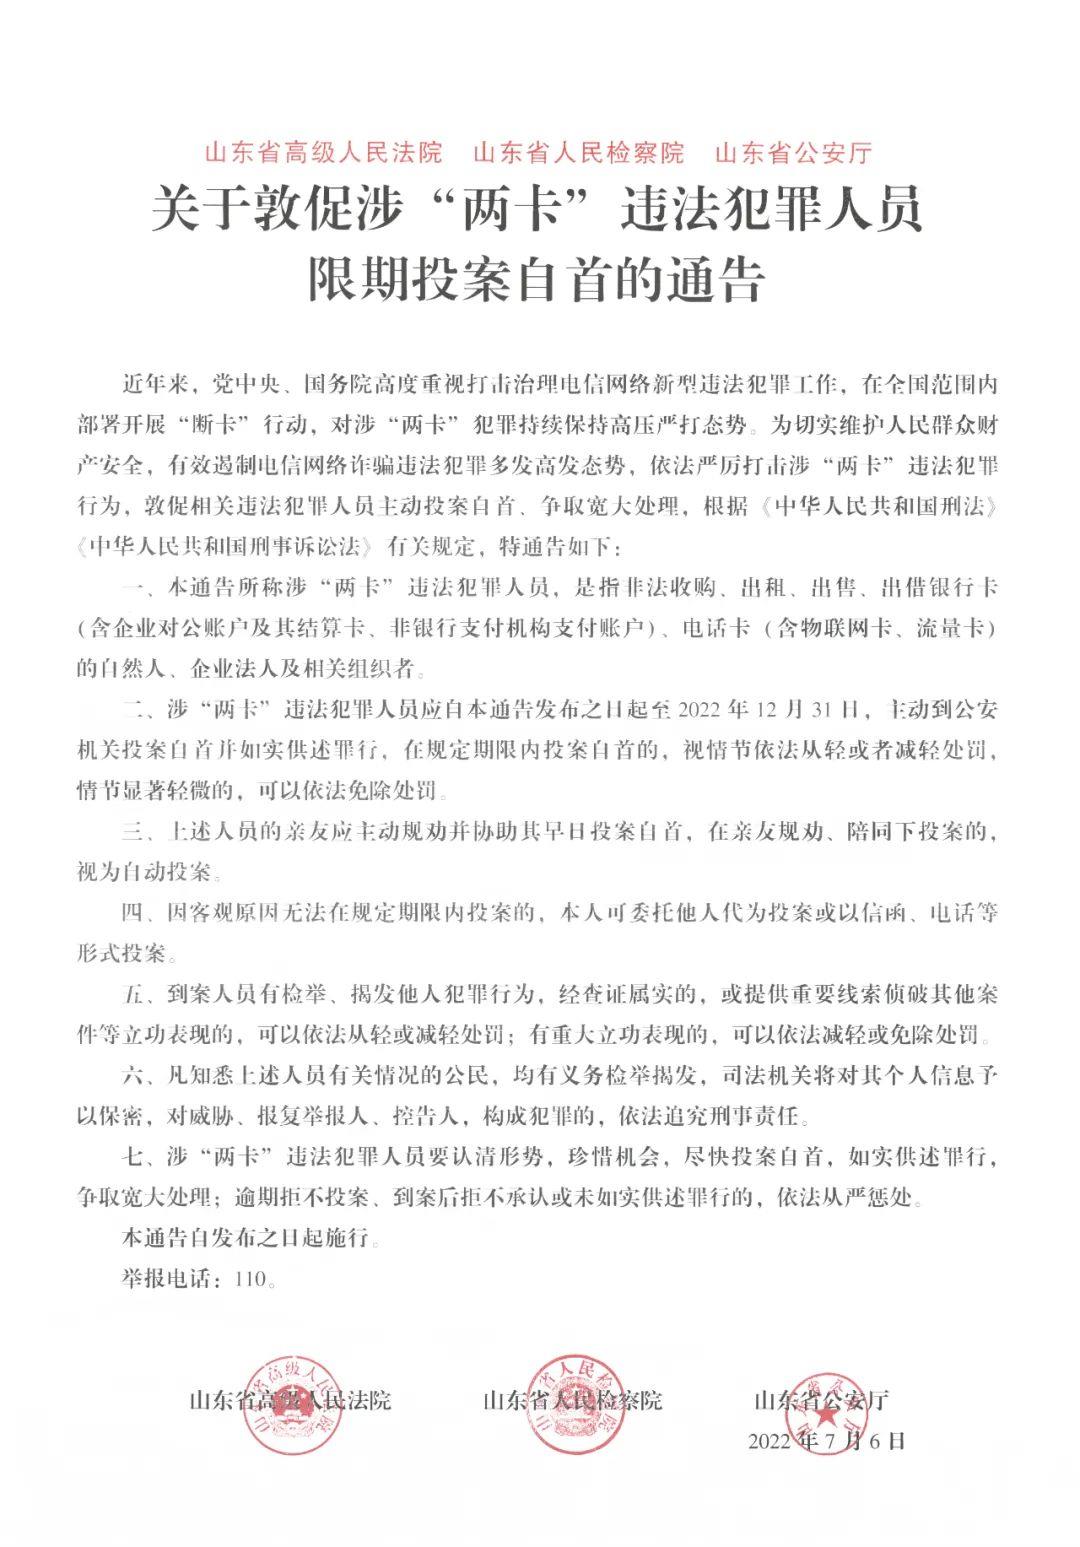 山东省高级人民法院 山东省人民检察院 山东省公安厅
关于敦促涉“两卡”违法犯罪人员
限期投案自首的通告
近年来，党中央、国务院高度重视打击治理电信网络新型违法犯罪工作，在全国范围内
部署开展“断卡”行动，对涉“两卡”犯罪持续保持高压严打态势。为切实维护人民群众财
产安全，有效遏制电信网络诈骗违法犯罪多发高发态势，依法严厉打击涉“两卡”违法犯罪
行为，敦促相关违法犯罪人员主动投案自首、争取宽大处理，根据《中华人民共和国刑法》
《中华人民共和国刑事诉讼法》有关规定，特通告如下：
一、本通告所称涉“两卡”违法犯罪人员，是指非法收购、出租、出售、出借银行卡
（含企业对公账户及其结算卡、非银行支付机构支付账户）、电话卡（含物联网卡、流量卡）
的自然人、企业法人及相关组织者。
二、涉“两卡”违法犯罪人员应自本通告发布之日起至2022年12月31日，主动到公安
机关投案自首并如实供述罪行，在规定期限内投案自首的，视情节依法从轻或者减轻处罚，
情节显著轻微的，可以依法免除处罚。
三、上述人员的亲友应主动规劝并协助其早日投案自首，在亲友规劝、陪同下投案的，
视为自动投案。
四、因客观原因无法在规定期限内投案的，本人可委托他人代为投案或以信函、电话等
形式投案。
五、到案人员有检举、揭发他人犯罪行为，经查证属实的，或提供重要线索侦破其他案
件等立功表现的，可以依法从轻或减轻处罚；有重大立功表现的，可以依法减轻或免除处罚。
六、凡知悉上述人员有关情况的公民，均有义务检举揭发，司法机关将对其个人信息予
以保密，对威胁、报复举报人、控告人，构成犯罪的，依法追究刑事责任。
七、涉“两卡”违法犯罪人员要认清形势，珍惜机会，尽快投案自首，如实供述罪行，
争取宽大处理；逾期拒不投案、到案后拒不承认或未如实供述罪行的，依法从严惩处。
本通告自发布之日起施行。
举报电话：110。
山东省高级人民法院 山东省人民检察院 山东省公安厅
2022年7月6日
山东省高级人民法院
山东省人民检察院
山东省公安厅